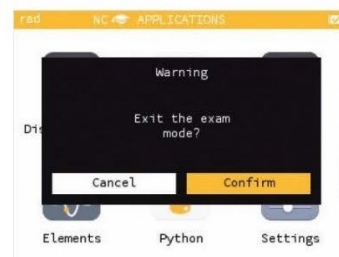 rad NC APPLICATIONS
Warning
Exit the exam
mode?
Cancel Confirm
Elements Python Settings